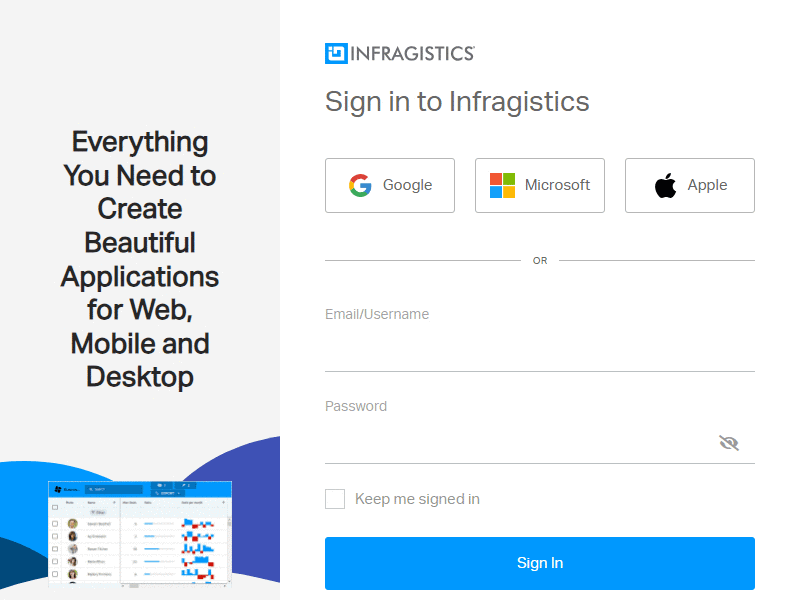 Everything
You Need to
Create
Beautiful
Applications
for Web,
Mobile and
Desktop
INFRAGISTICS
Sign in to Infragistics
Google
Microsoft
Apple
OR
Email/Username
Password
Keep me signed in
Sign In